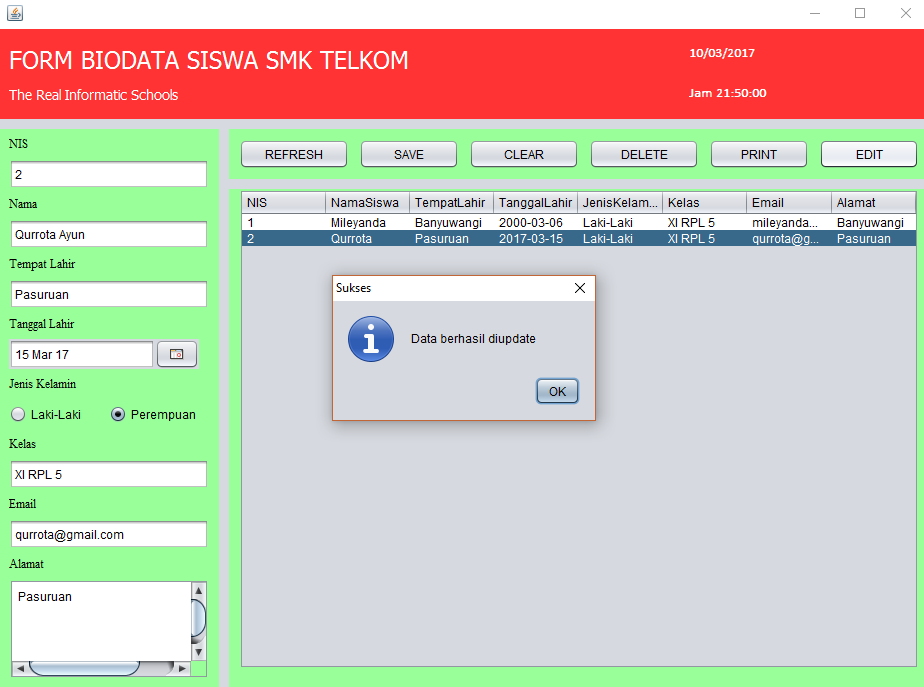 FORM BIODATA SISWA SMK TELKOM
10/03/2017
The Real Informatic Schools
Jam 21:50:00
NIS
2
Nama
Qurrota Ayun
Tempat Lahir
Pasuruan
Tanggal Lahir
15 Mar 17
Jenis Kelamin
Laki-Laki Perempuan
Kelas
XI RPL 5
Email
qurrota@gmail.com
Alamat
Pasuruan
REFRESH SAVE CLEAR DELETE PRINT EDIT
NIS NamaSiswa TempatLahir TanggalLahir JenisKelam... Kelas Email Alamat
1 Mileyanda Banyuwangi 2000-03-06 Laki-Laki XI RPL 5 mileyanda... Banyuwangi
2 Qurrota Pasuruan 2017-03-15 Laki-Laki XI RPL 5 qurrota@g... Pasuruan
Sukses
Data berhasil diupdate
OK